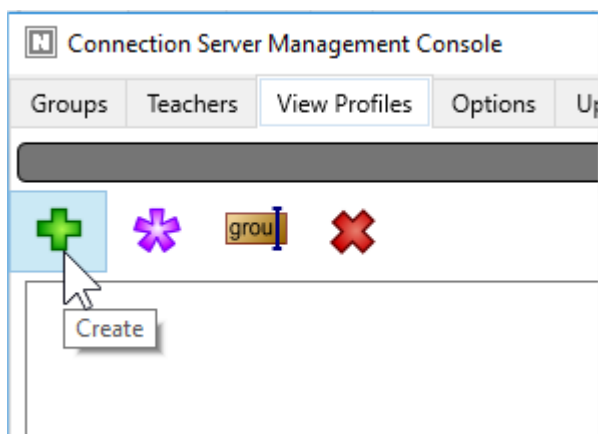 Connection Server Management Console
Groups Teachers View Profiles Options
grou
Create